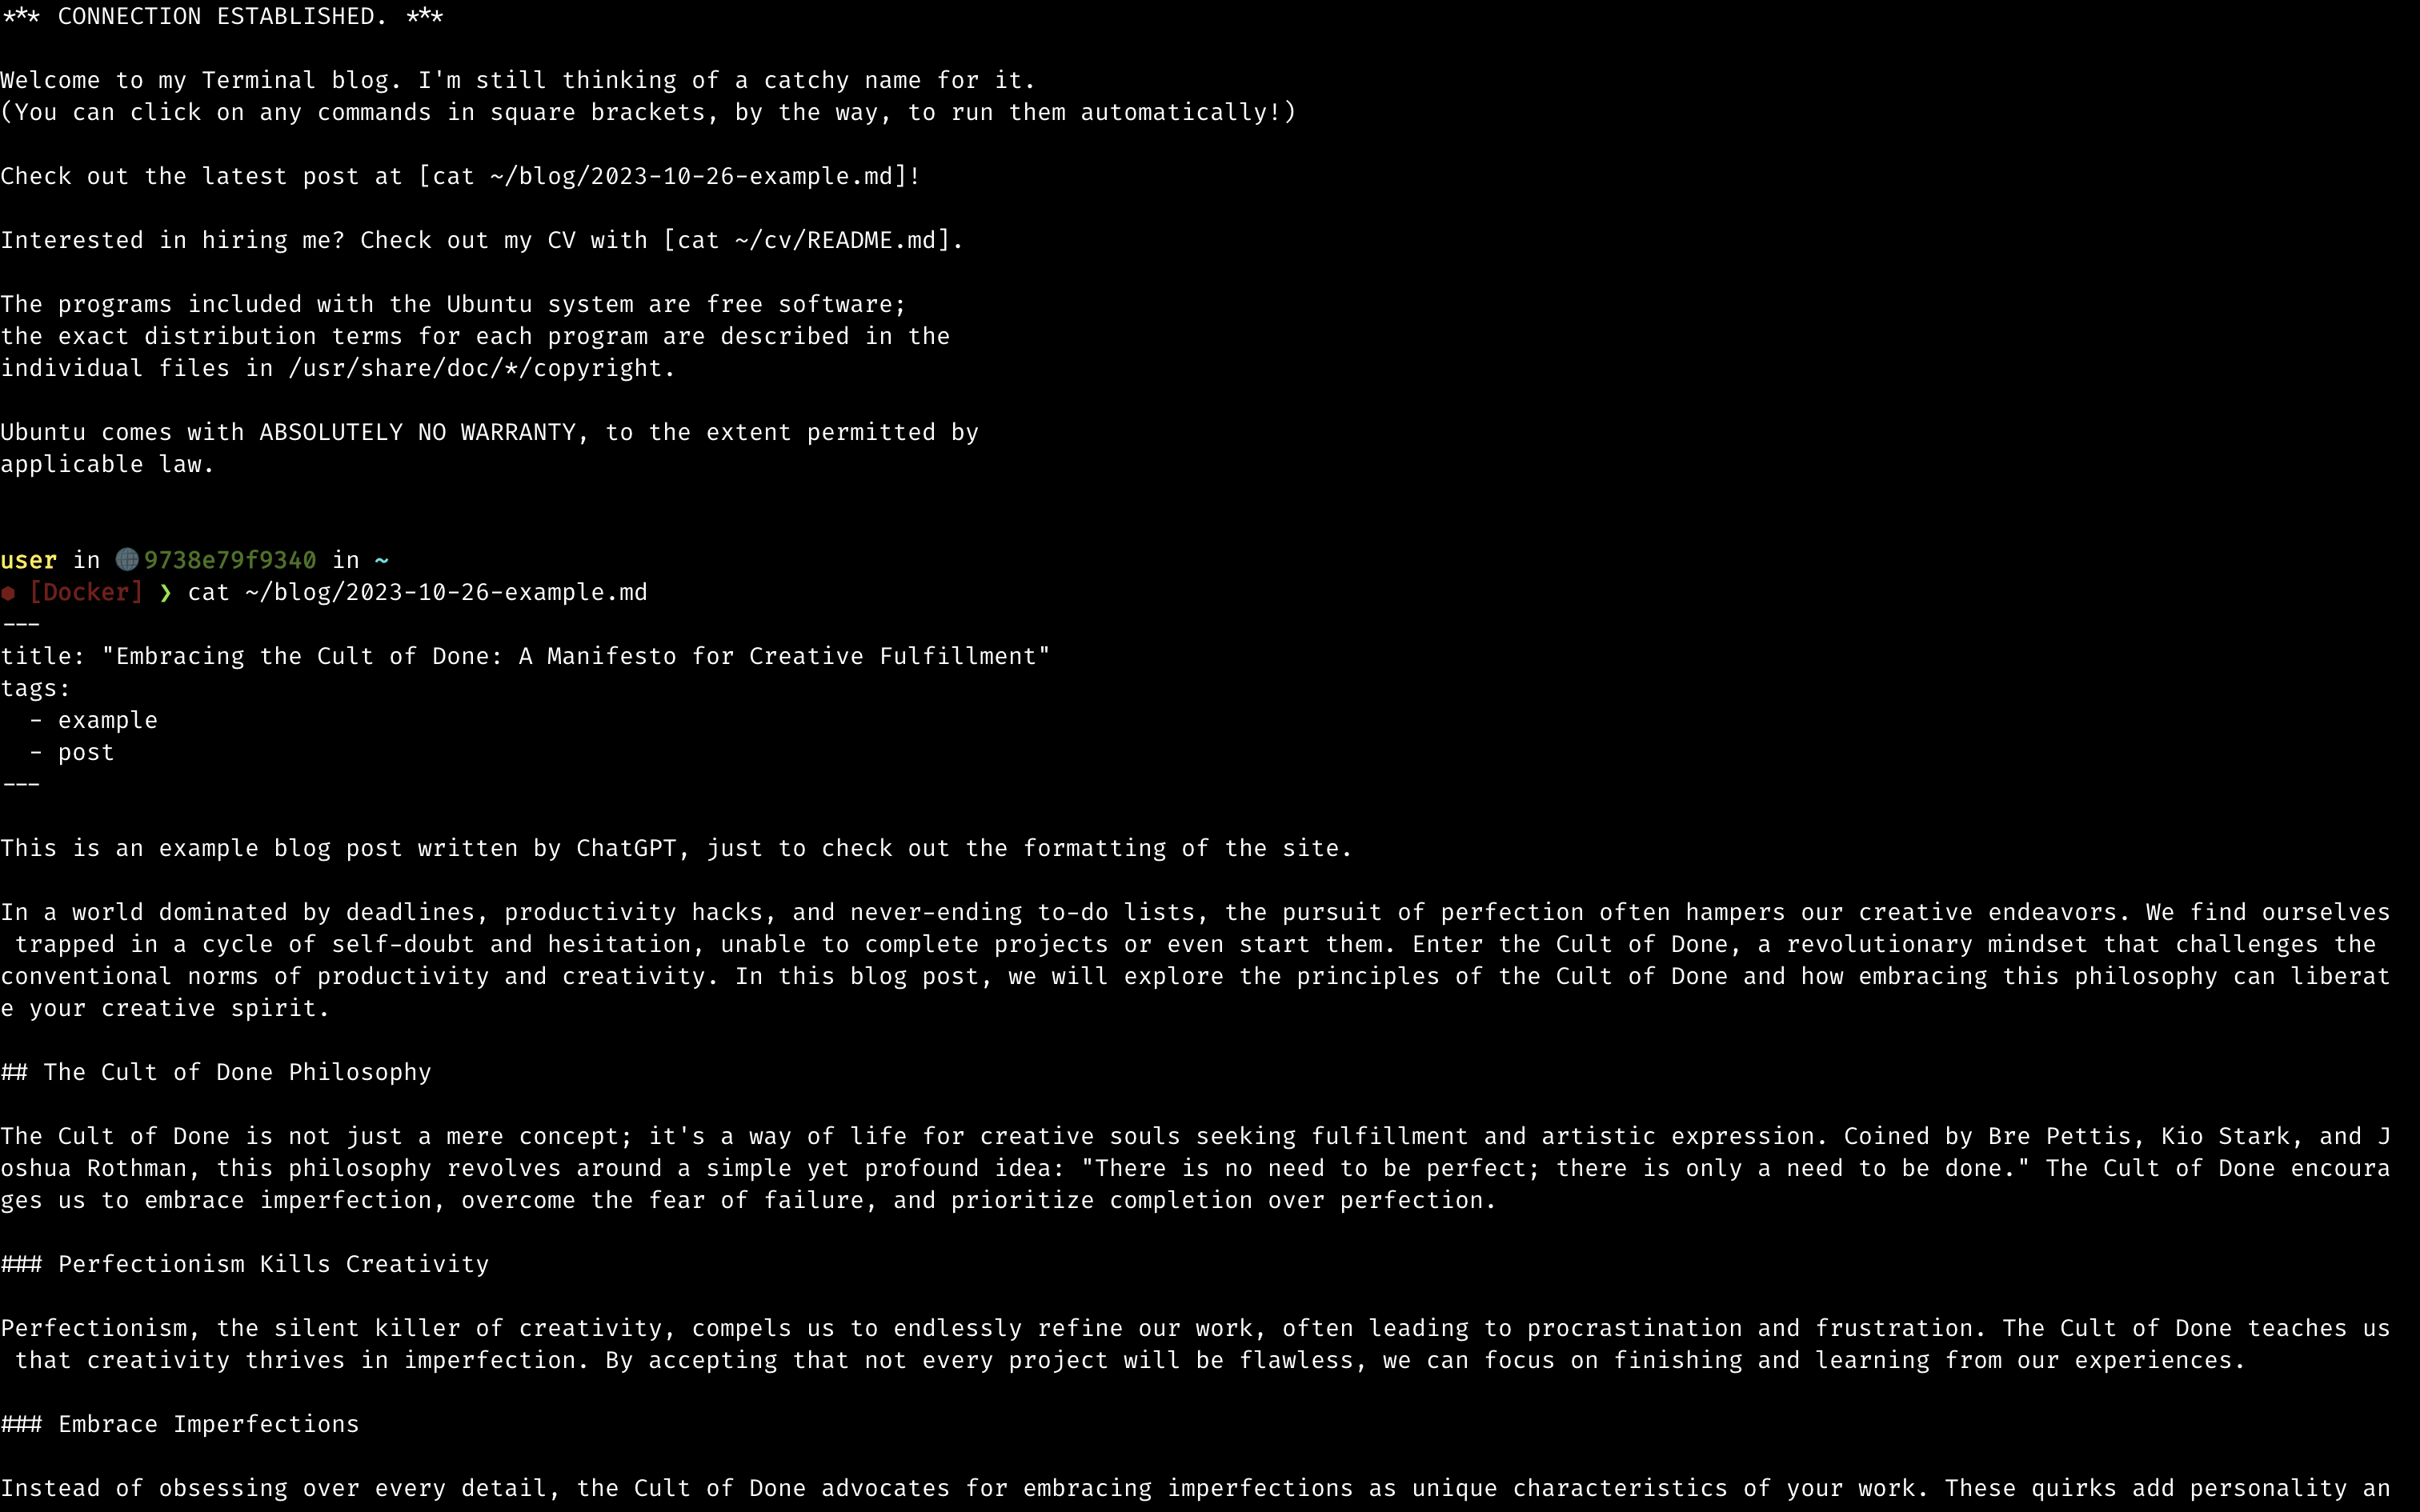 *** CONNECTION ESTABLISHED. ***
Welcome to my Terminal blog. I'm still thinking of a catchy name for it.
(You can click on any commands in square brackets, by the way, to run them automatically!)
Check out the latest post at [cat ~/blog/2023-10-26-example.md]!
Interested in hiring me? Check out my CV with [cat ~/cv/README.md].
The programs included with the Ubuntu system are free software;
the exact distribution terms for each program are described in the
individual files in /usr/share/doc/*/copyright.
Ubuntu comes with ABSOLUTELY NO WARRANTY, to the extent permitted by
applicable law.
user in 🌐9738e79f9340 in ~
⬢ [Docker] ❯ cat ~/blog/2023-10-26-example.md
---
title: "Embracing the Cult of Done: A Manifesto for Creative Fulfillment"
tags:
  - example
  - post
---
This is an example blog post written by ChatGPT, just to check out the formatting of the site.
In a world dominated by deadlines, productivity hacks, and never-ending to-do lists, the pursuit of perfection often hampers our creative endeavors. We find ourselves
 trapped in a cycle of self-doubt and hesitation, unable to complete projects or even start them. Enter the Cult of Done, a revolutionary mindset that challenges the
conventional norms of productivity and creativity. In this blog post, we will explore the principles of the Cult of Done and how embracing this philosophy can liberat
e your creative spirit.
## The Cult of Done Philosophy
The Cult of Done is not just a mere concept; it's a way of life for creative souls seeking fulfillment and artistic expression. Coined by Bre Pettis, Kio Stark, and J
oshua Rothman, this philosophy revolves around a simple yet profound idea: "There is no need to be perfect; there is only a need to be done." The Cult of Done encoura
ges us to embrace imperfection, overcome the fear of failure, and prioritize completion over perfection.
### Perfectionism Kills Creativity
Perfectionism, the silent killer of creativity, compels us to endlessly refine our work, often leading to procrastination and frustration. The Cult of Done teaches us
 that creativity thrives in imperfection. By accepting that not every project will be flawless, we can focus on finishing and learning from our experiences.
### Embrace Imperfections
Instead of obsessing over every detail, the Cult of Done advocates for embracing imperfections as unique characteristics of your work. These quirks add personality an